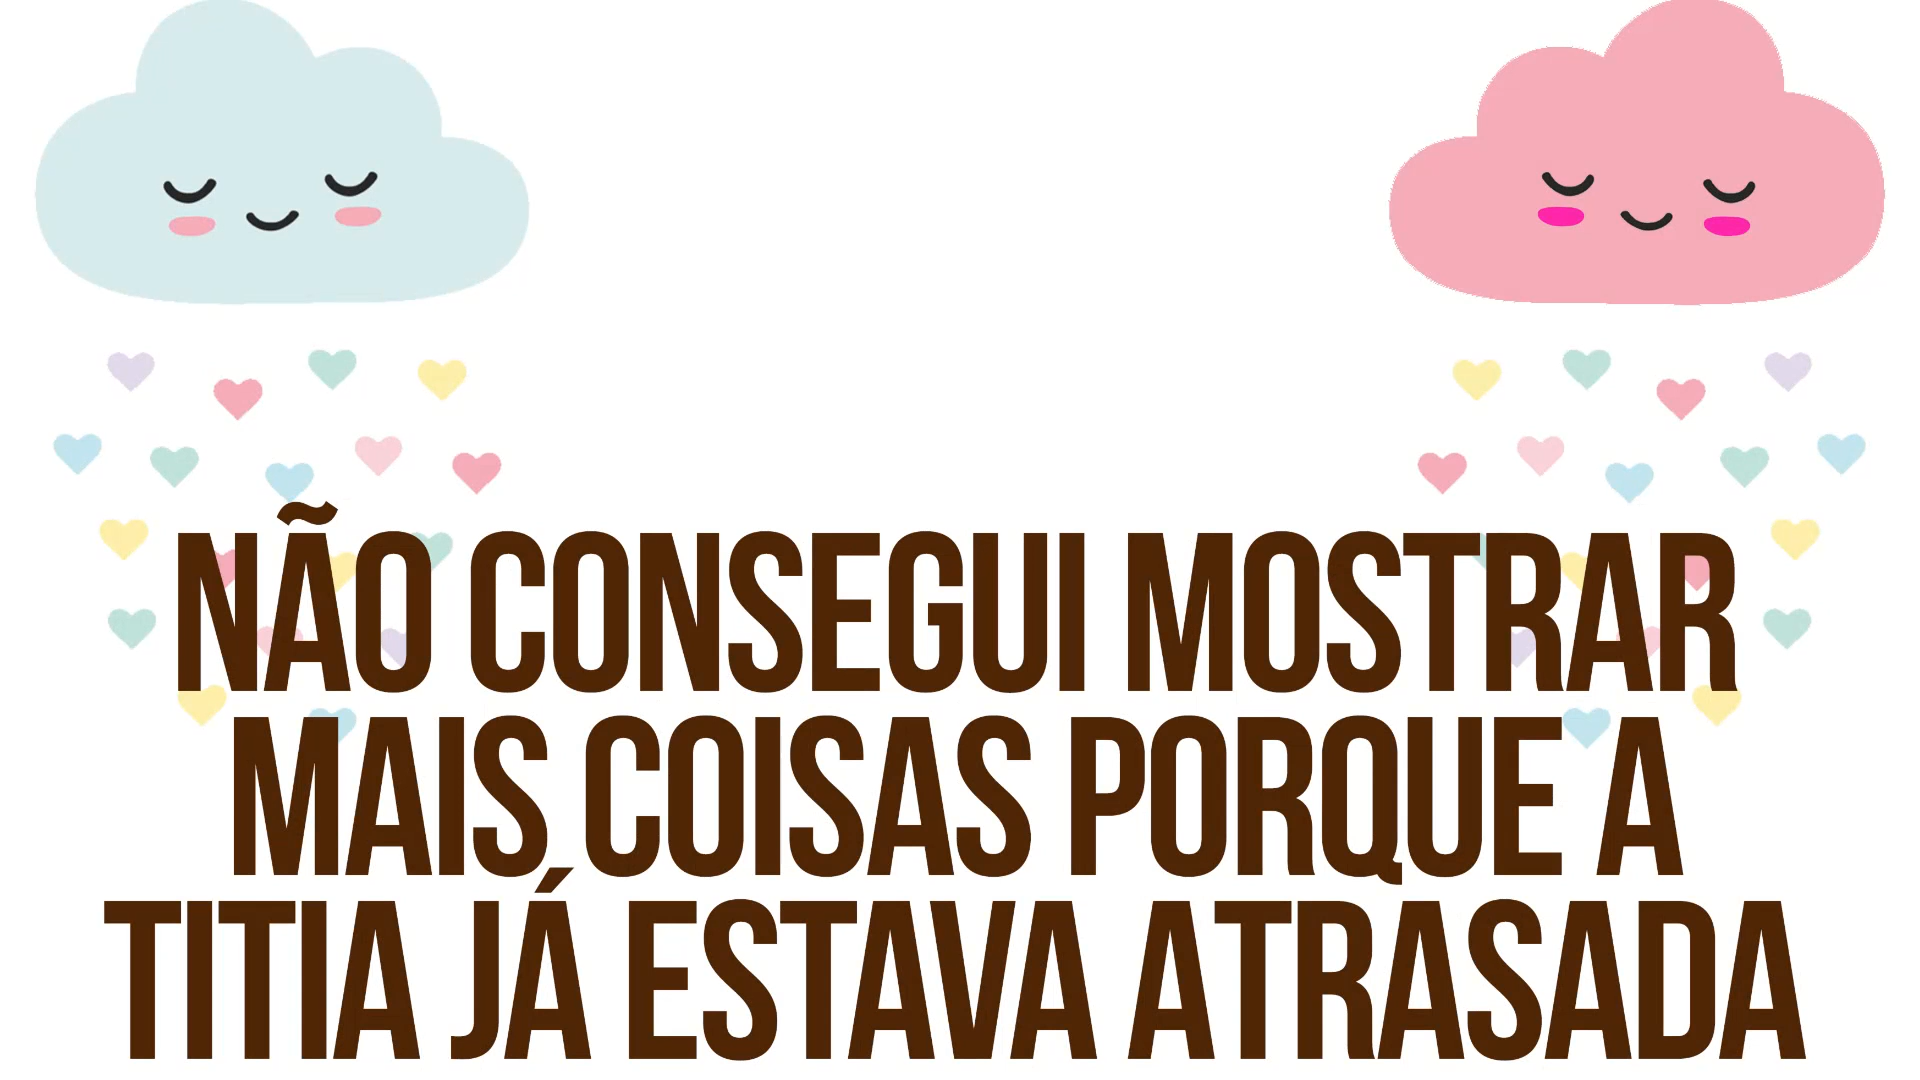 NÃO CONSEGUI MOSTRAR
MAIS COISAS PORQUE A
TITIA JÁ ESTAVA ATRASADA